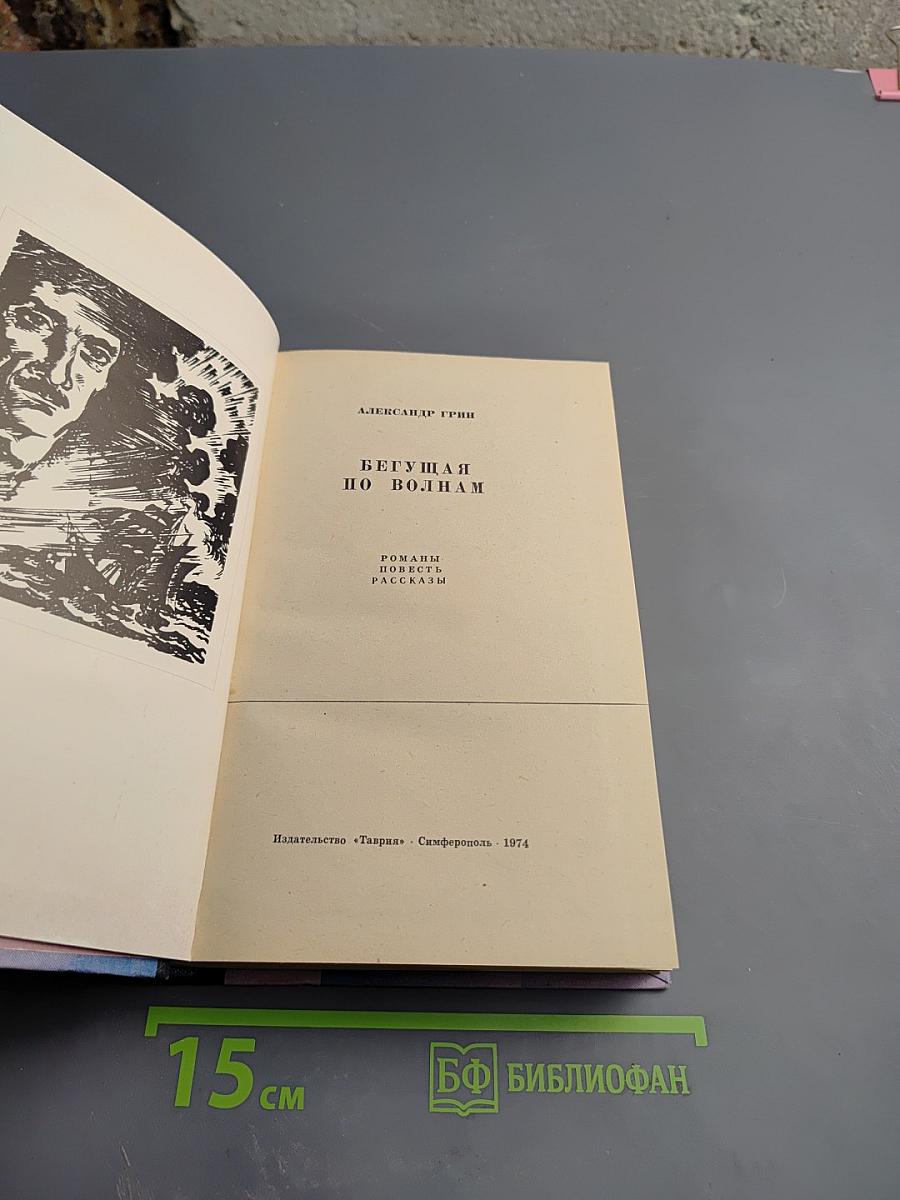 АЛЕКСАНДР ГРИН
БЕГУЩАЯ
ПО ВОЛНАМ
РОМАНЫ
ПОВЕСТЬ
РАССКАЗЫ
Издательство «Таврия» · Симферополь · 1974
15 см
БФ БИБЛИОФАН